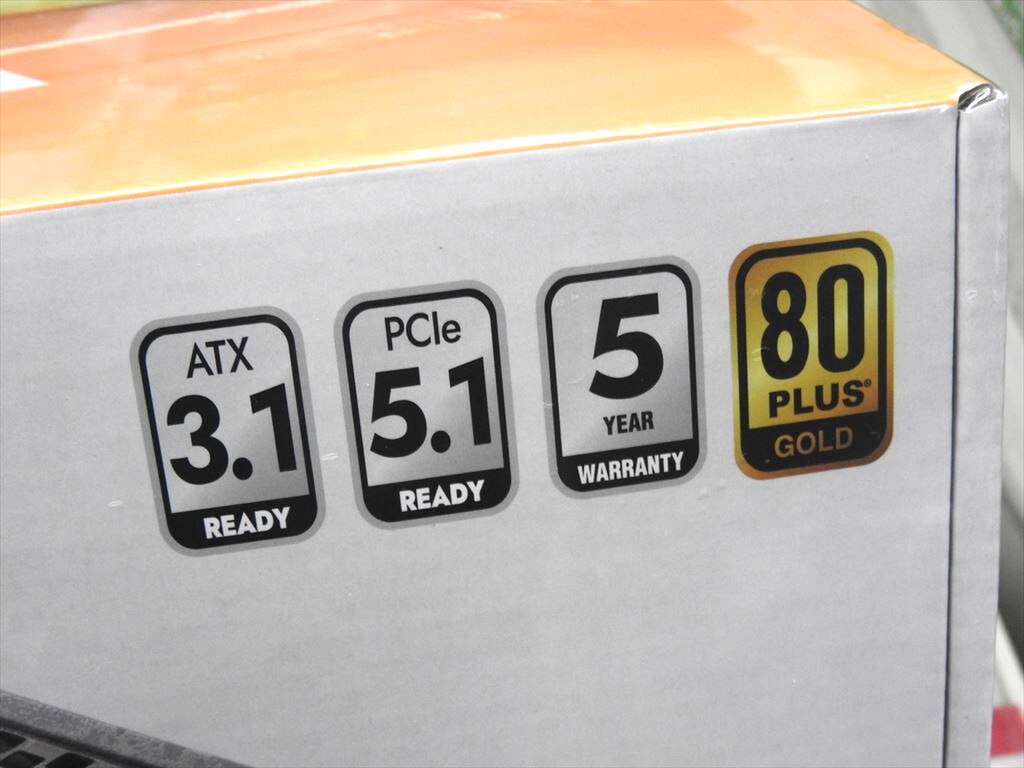 ATX
3.1
READY
PCIe
5.1
READY
5
YEAR
WARRANTY
80
PLUS®
GOLD